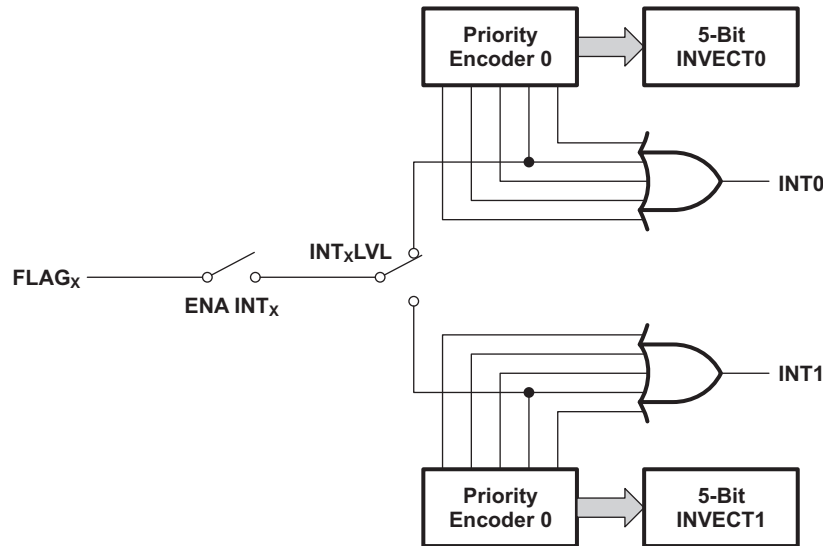 Priority
Encoder 0
5-Bit
INVECT0
INT0
INTXLVL
FLAGX
ENA INTX
INT1
Priority
Encoder 0
5-Bit
INVECT1